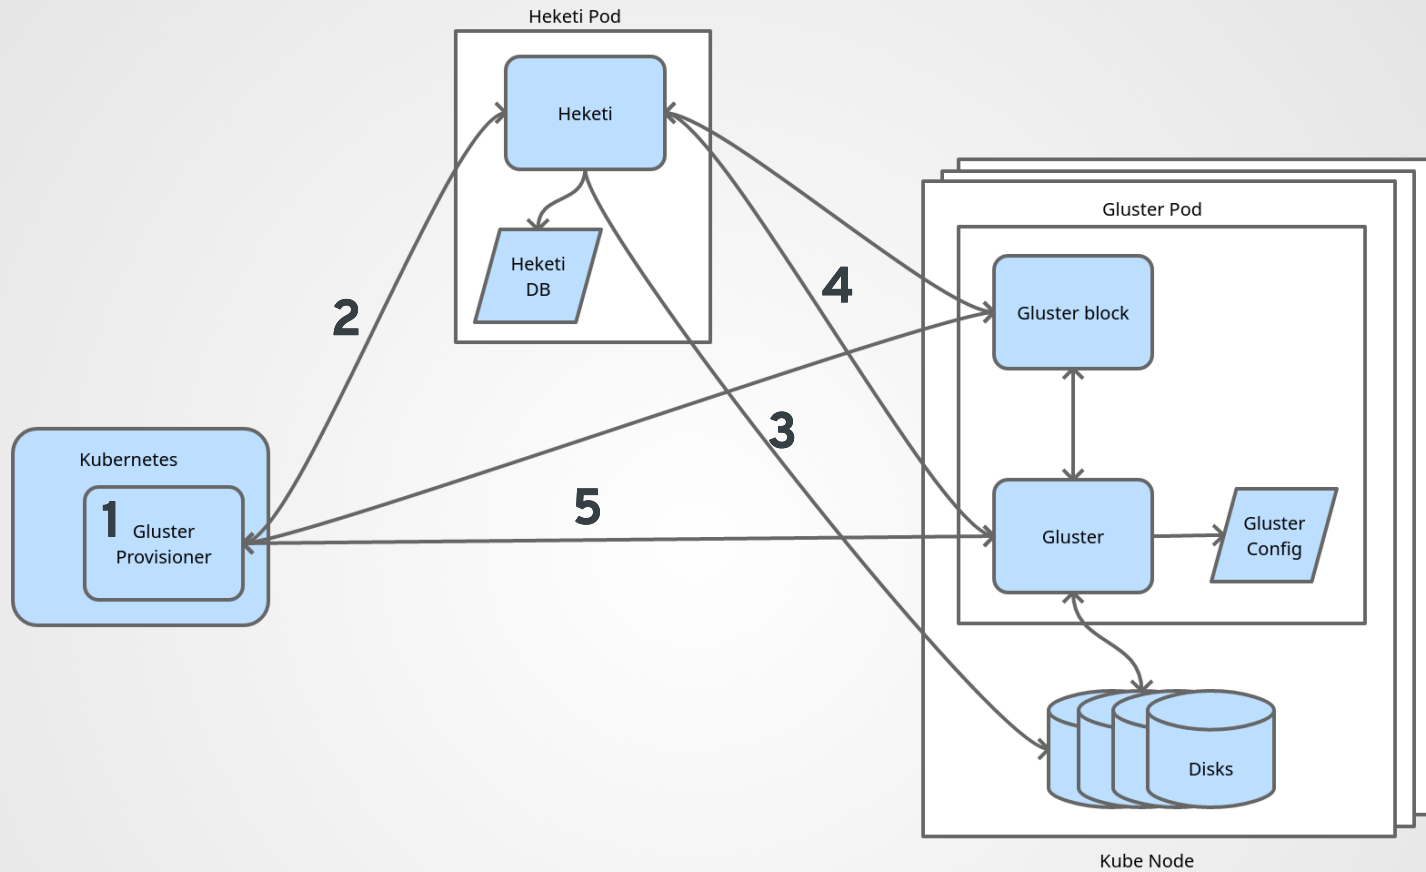 Heketi Pod
Heketi
Heketi
DB
2
4
3
5
Kubernetes
1
Gluster
Provisioner
Gluster Pod
Gluster block
Gluster
Gluster
Config
Disks
Kube Node